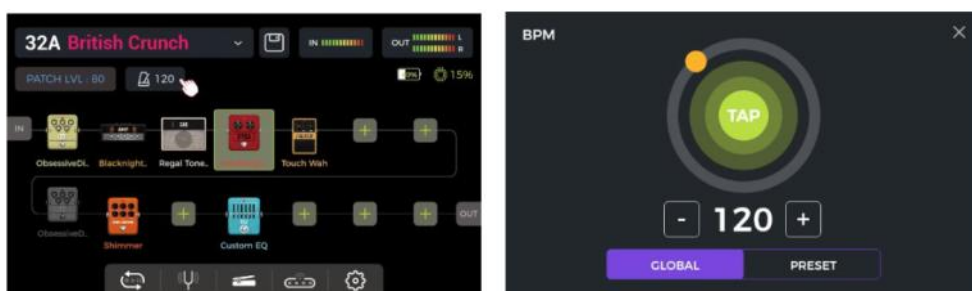 32A British Crunch
IN
OUT
L
R
PATCH LVL : 80
120
15%
IN
ObsessiveDi..
Blacknight..
Regal Tone..
Touch Wah
ObsessiveD..
Shimmer
Custom EQ
OUT
BPM
TAP
- 120 +
GLOBAL
PRESET